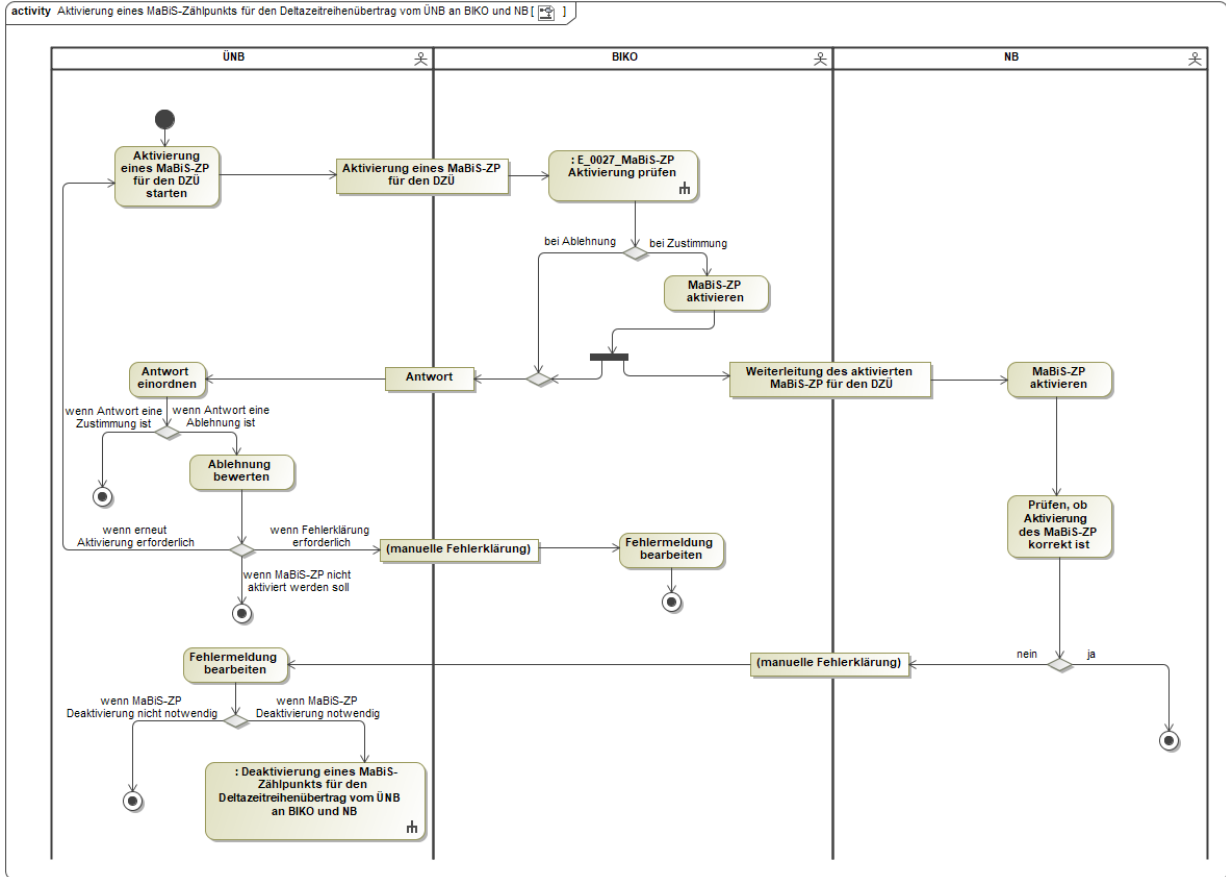 activity Aktivierung eines MaBiS-Zählpunkts für den Deltazeitreihenübertrag vom ÜNB an BIKO und NB [ ]
ÜNB
BIKO
NB
Aktivierung
eines MaBiS-ZP
für den DZÜ
starten
Aktivierung eines MaBiS-ZP
für den DZÜ
: E_0027_MaBiS-ZP
Aktivierung prüfen
bei Ablehnung
bei Zustimmung
MaBiS-ZP
aktivieren
Antwort
einordnen
Antwort
Weiterleitung des aktivierten
MaBiS-ZP für den DZÜ
MaBiS-ZP
aktivieren
wenn Antwort eine
Zustimmung ist
wenn Antwort eine
Ablehnung ist
Ablehnung
bewerten
Prüfen, ob
Aktivierung
des MaBiS-ZP
korrekt ist
wenn erneut
Aktivierung erforderlich
wenn Fehlerklärung
erforderlich
(manuelle Fehlerklärung)
Fehlermeldung
bearbeiten
wenn MaBiS-ZP nicht
aktiviert werden soll
Fehlermeldung
bearbeiten
(manuelle Fehlerklärung)
nein
ja
wenn MaBiS-ZP
Deaktivierung nicht notwendig
wenn MaBiS-ZP
Deaktivierung notwendig
: Deaktivierung eines MaBiS-
Zählpunkts für den
Deltazeitreihenübertrag vom ÜNB
an BIKO und NB